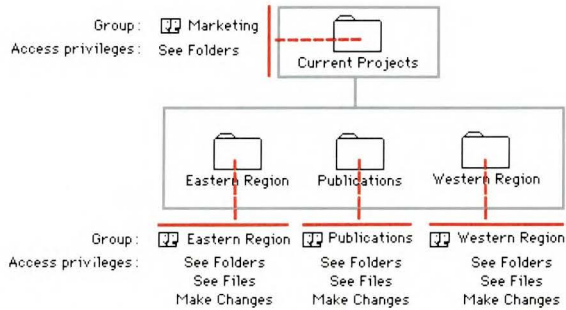 Group : Marketing
Access privileges : See Folders
Current Projects
Eastern Region Publications Western Region
Group : Eastern Region Publications Western Region
Access privileges : See Folders See Folders See Folders
See Files See Files See Files
Make Changes Make Changes Make Changes